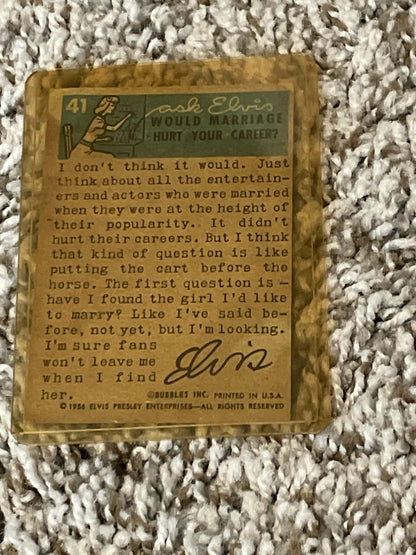 41
ask Elvis
WOULD MARRIAGE
HURT YOUR CAREER?
I don't think it would. Just
think about all the entertain-
ers and actors who were married
when they were at the height of
their popularity. It didn't
hurt their careers. But I think
that kind of question is like
putting the cart before the
horse. The first question is —
have I found the girl I'd like
to marry? Like I've said be-
fore, not yet, but I'm looking.
I'm sure fans
won't leave me
when I find
her.
Elvis
©BUBBLES INC. PRINTED IN U.S.A.
© 1956 ELVIS PRESLEY ENTERPRISES—ALL RIGHTS RESERVED